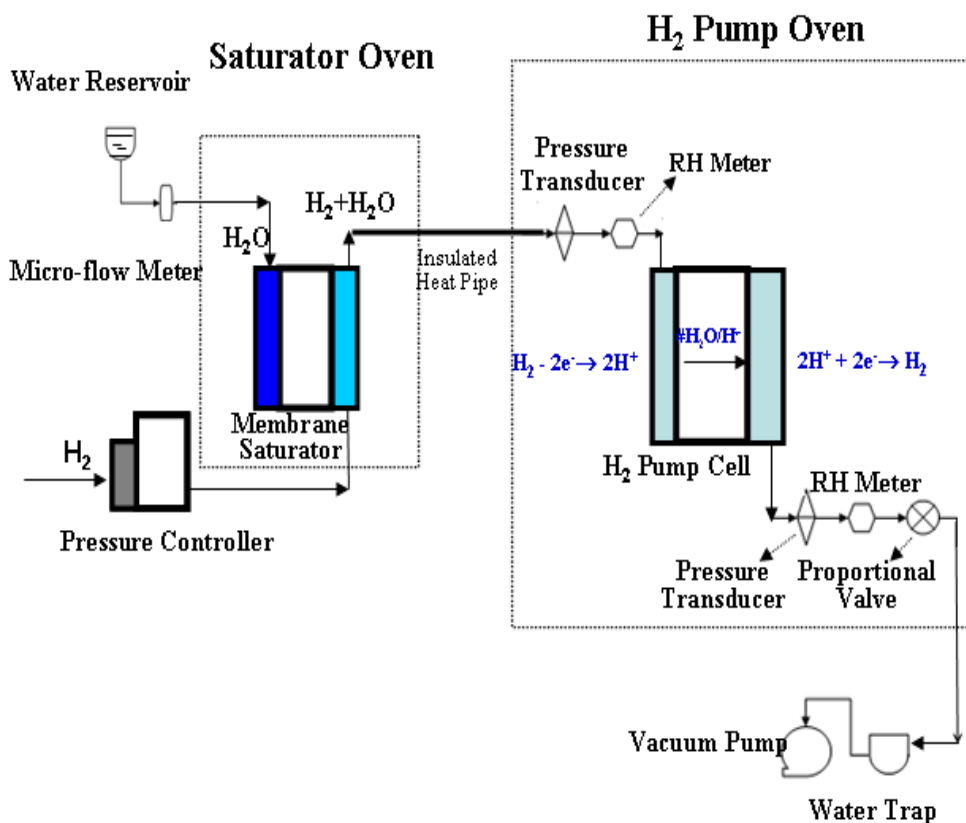 H₂ Pump Oven
Saturator Oven
Water Reservoir
Pressure
Transducer
RH Meter
H₂+H₂O
H₂O
Insulated
Heat Pipe
Micro-flow Meter
#H₂O/H⁺
H₂ - 2e⁻→ 2H⁺
2H⁺ + 2e⁻→ H₂
Membrane
Saturator
H₂
H₂ Pump Cell
RH Meter
Pressure Controller
Pressure
Transducer
Proportional
Valve
Vacuum Pump
Water Trap